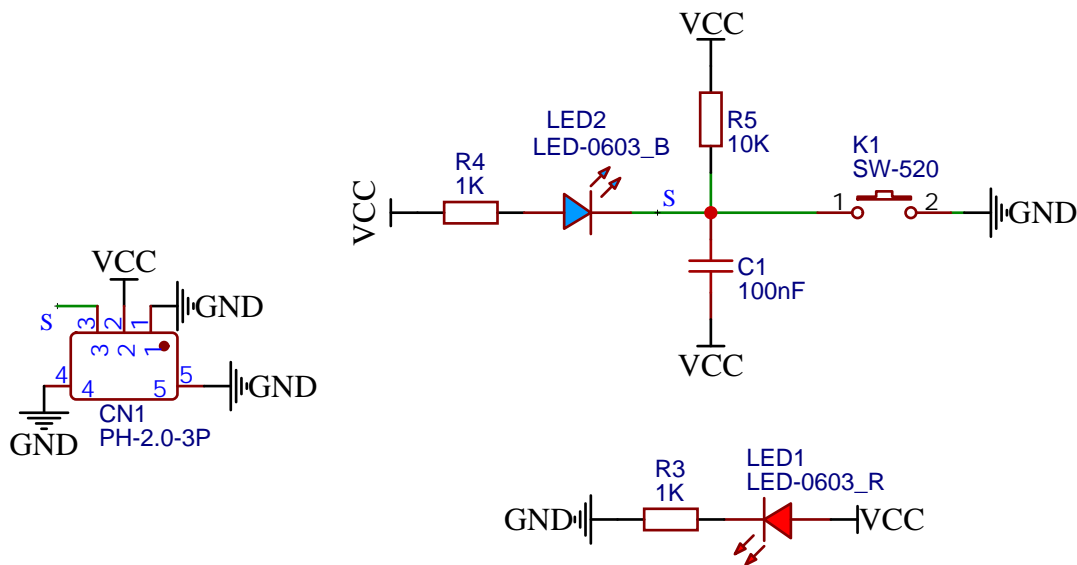 VCC
R5
10K
LED2
LED-0603_B
K1
SW-520
R4
1K
VCC
S
1
2
GND
C1
100nF
VCC
VCC
GND
S
3
2
1
3
2
1
4
4
5
5
GND
GND
CN1
PH-2.0-3P
LED1
LED-0603_R
R3
1K
GND
VCC